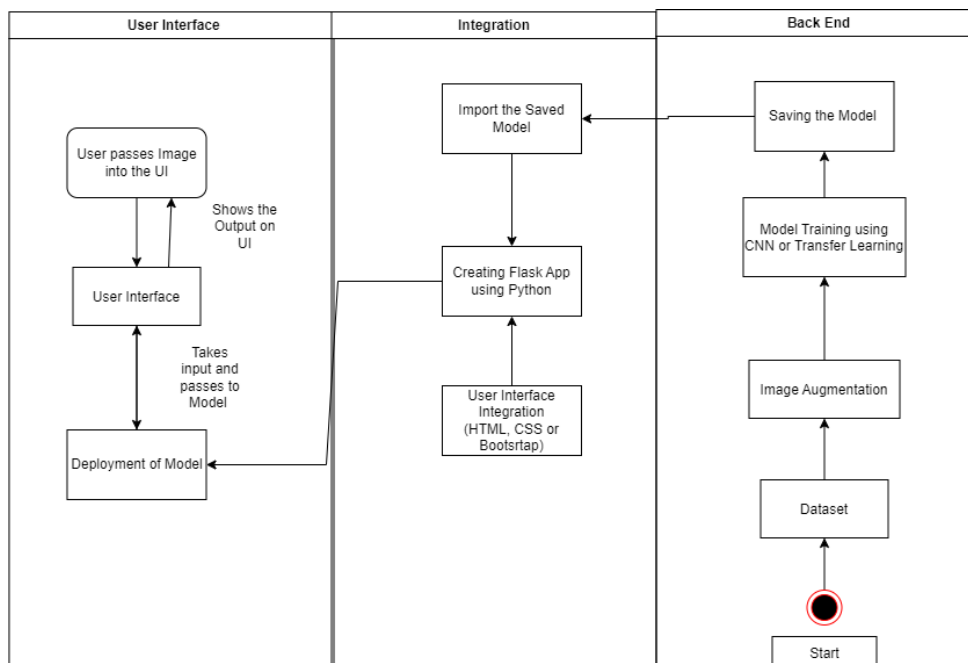 User Interface
Integration
Back End
User passes Image
into the UI
Shows the
Output on
UI
User Interface
Takes
input and
passes to
Model
Deployment of Model
Import the Saved
Model
Creating Flask App
using Python
User Interface
Integration
(HTML, CSS or
Bootsrtap)
Saving the Model
Model Training using
CNN or Transfer Learning
Image Augmentation
Dataset
Start